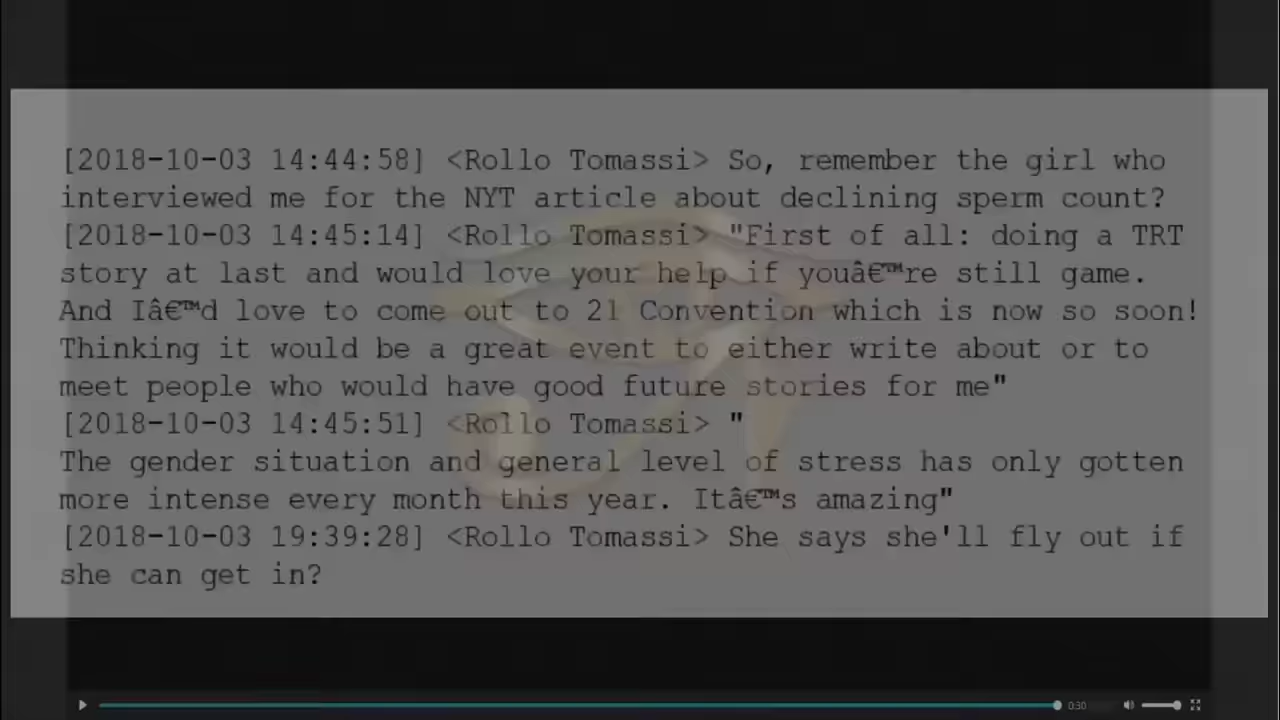 [2018-10-03 14:44:58] <Rollo Tomassi> So, remember the girl who
interviewed me for the NYT article about declining sperm count?
[2018-10-03 14:45:14] <Rollo Tomassi> "First of all: doing a TRT
story at last and would love your help if youâ€™re still game.
And Iâ€™d love to come out to 21 Convention which is now so soon!
Thinking it would be a great event to either write about or to
meet people who would have good future stories for me"
[2018-10-03 14:45:51] <Rollo Tomassi> "
The gender situation and general level of stress has only gotten
more intense every month this year. Itâ€™s amazing"
[2018-10-03 19:39:28] <Rollo Tomassi> She says she'll fly out if
she can get in?
0:30